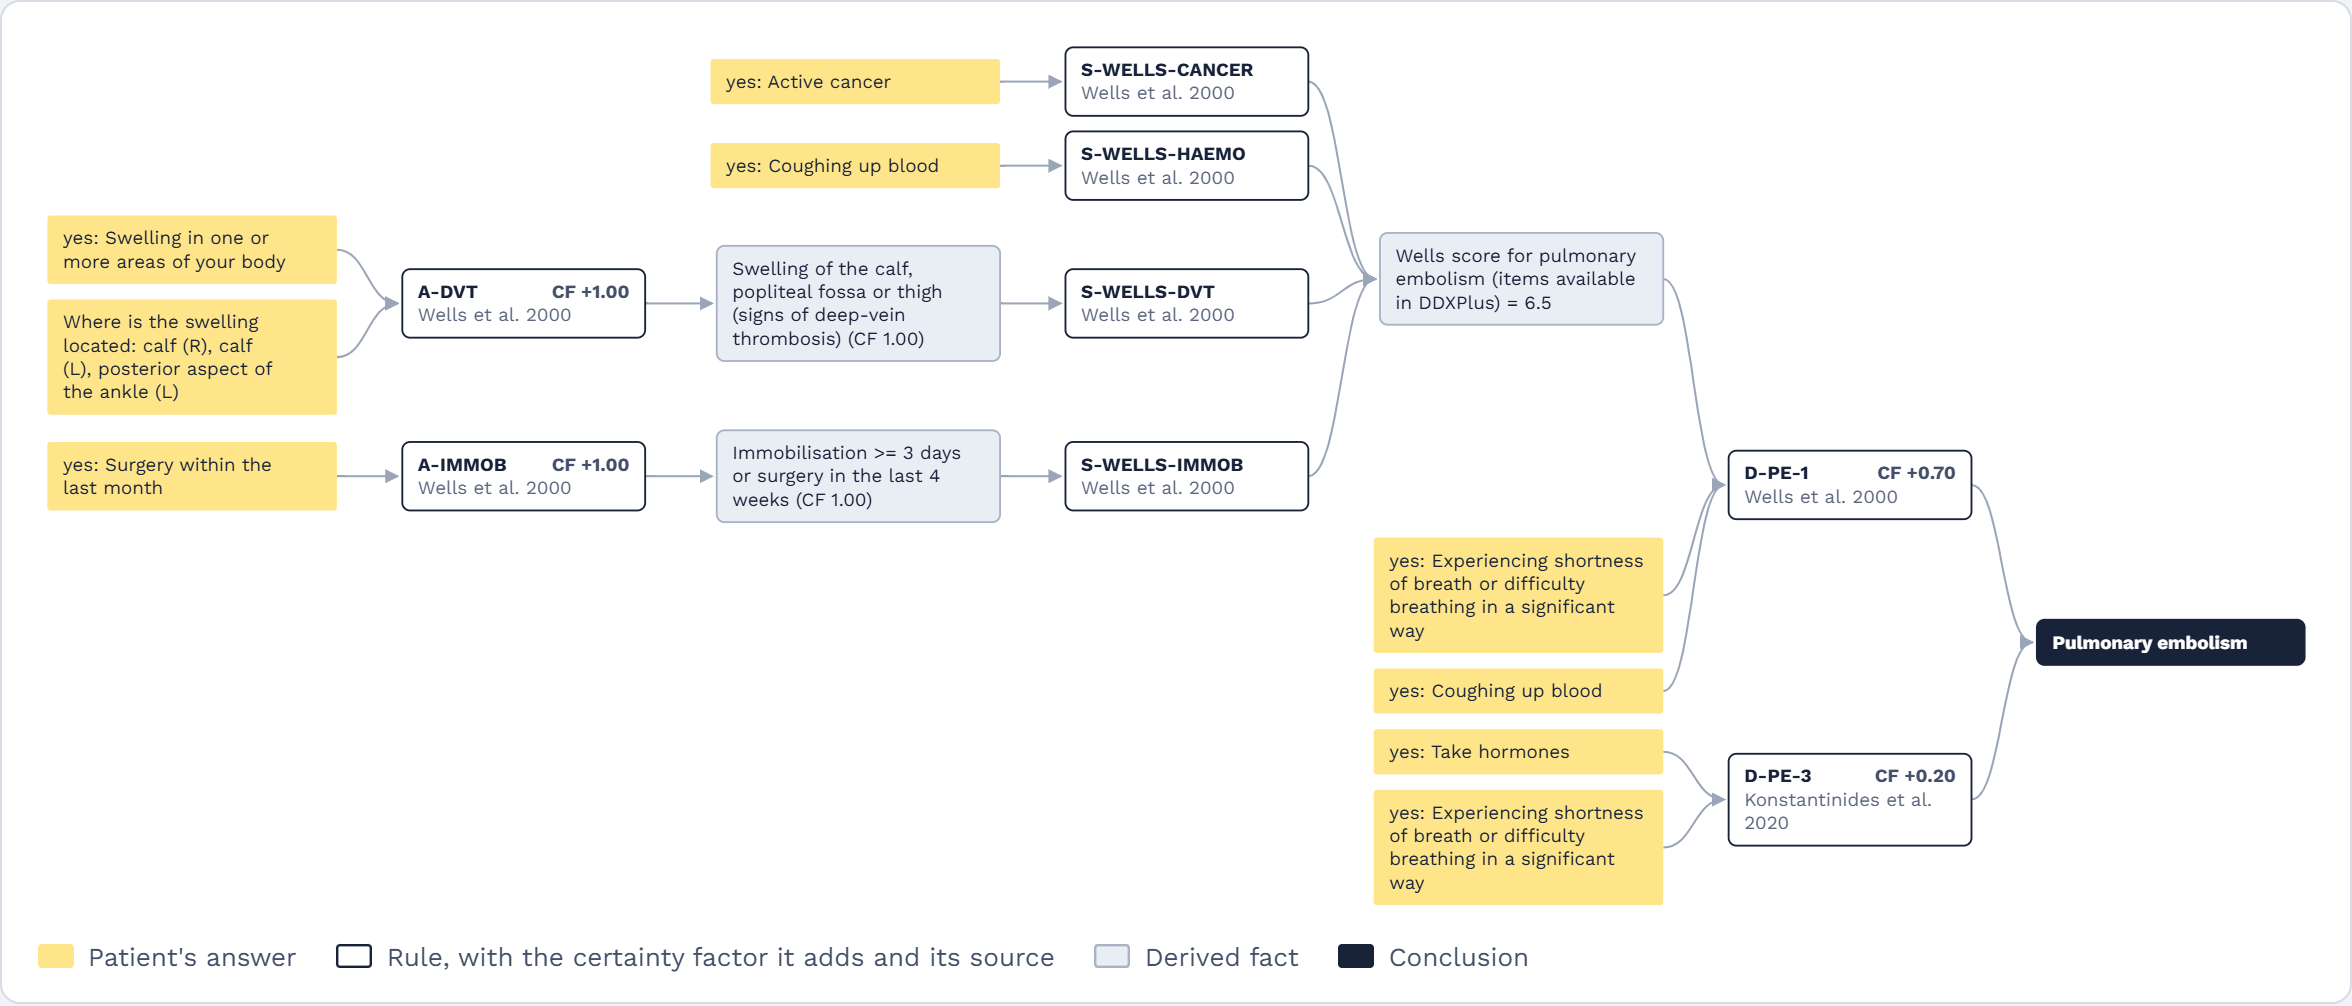 yes: Active cancer
S-WELLS-CANCER
Wells et al. 2000
yes: Coughing up blood
S-WELLS-HAEMO
Wells et al. 2000
yes: Swelling in one or
more areas of your body
Where is the swelling
located: calf (R), calf
(L), posterior aspect of
the ankle (L)
A-DVT CF +1.00
Wells et al. 2000
Swelling of the calf,
popliteal fossa or thigh
(signs of deep-vein
thrombosis) (CF 1.00)
S-WELLS-DVT
Wells et al. 2000
Wells score for pulmonary
embolism (items available
in DDXPlus) = 6.5
yes: Surgery within the
last month
A-IMMOB CF +1.00
Wells et al. 2000
Immobilisation >= 3 days
or surgery in the last 4
weeks (CF 1.00)
S-WELLS-IMMOB
Wells et al. 2000
D-PE-1 CF +0.70
Wells et al. 2000
yes: Experiencing shortness
of breath or difficulty
breathing in a significant
way
yes: Coughing up blood
Pulmonary embolism
yes: Take hormones
yes: Experiencing shortness
of breath or difficulty
breathing in a significant
way
D-PE-3 CF +0.20
Konstantinides et al.
2020
Patient's answer
Rule, with the certainty factor it adds and its source
Derived fact
Conclusion